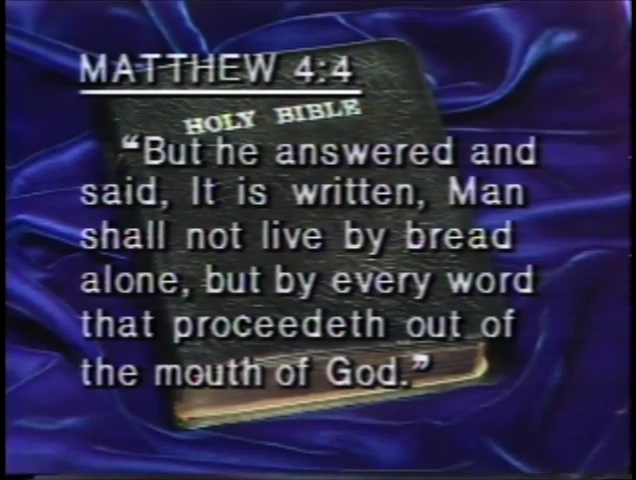 MATTHEW 4:4
HOLY BIBLE
“But he answered and
said, It is written, Man
shall not live by bread
alone, but by every word
that proceedeth out of
the mouth of God.”